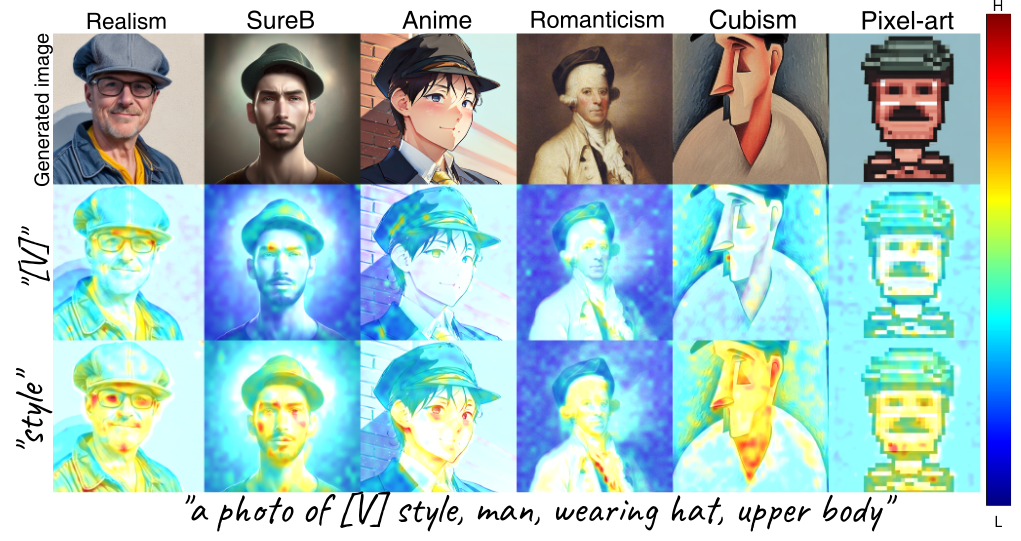 Realism SureB Anime Romanticism Cubism Pixel-art H
Generated image
"[V]"
"style"
"a photo of [V] style, man, wearing hat, upper body"
L